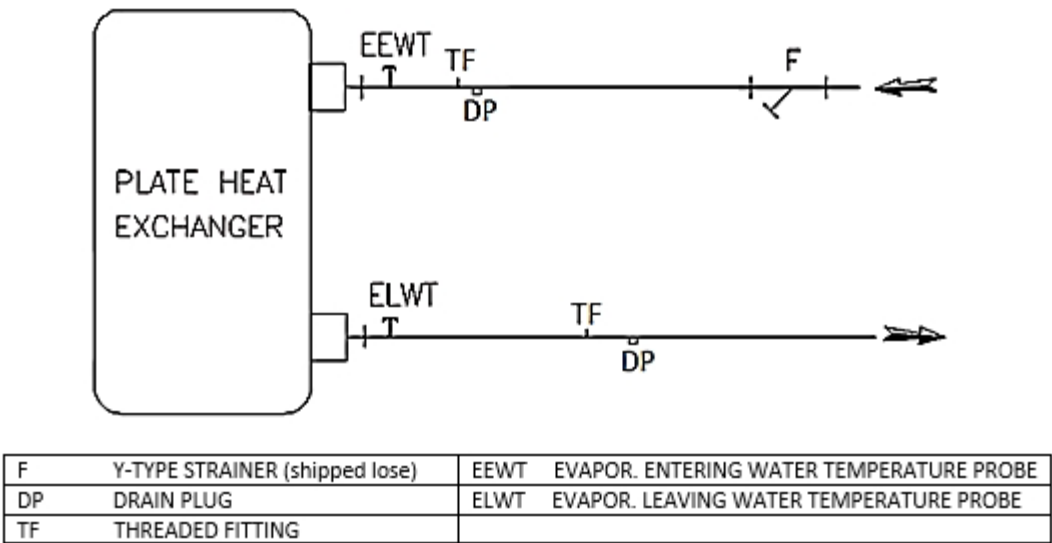 EEWT
TF
F
DP
PLATE HEAT
EXCHANGER
ELWT
TF
DP
F Y-TYPE STRAINER (shipped lose) EEWT EVAPOR. ENTERING WATER TEMPERATURE PROBE
DP DRAIN PLUG ELWT EVAPOR. LEAVING WATER TEMPERATURE PROBE
TF THREADED FITTING